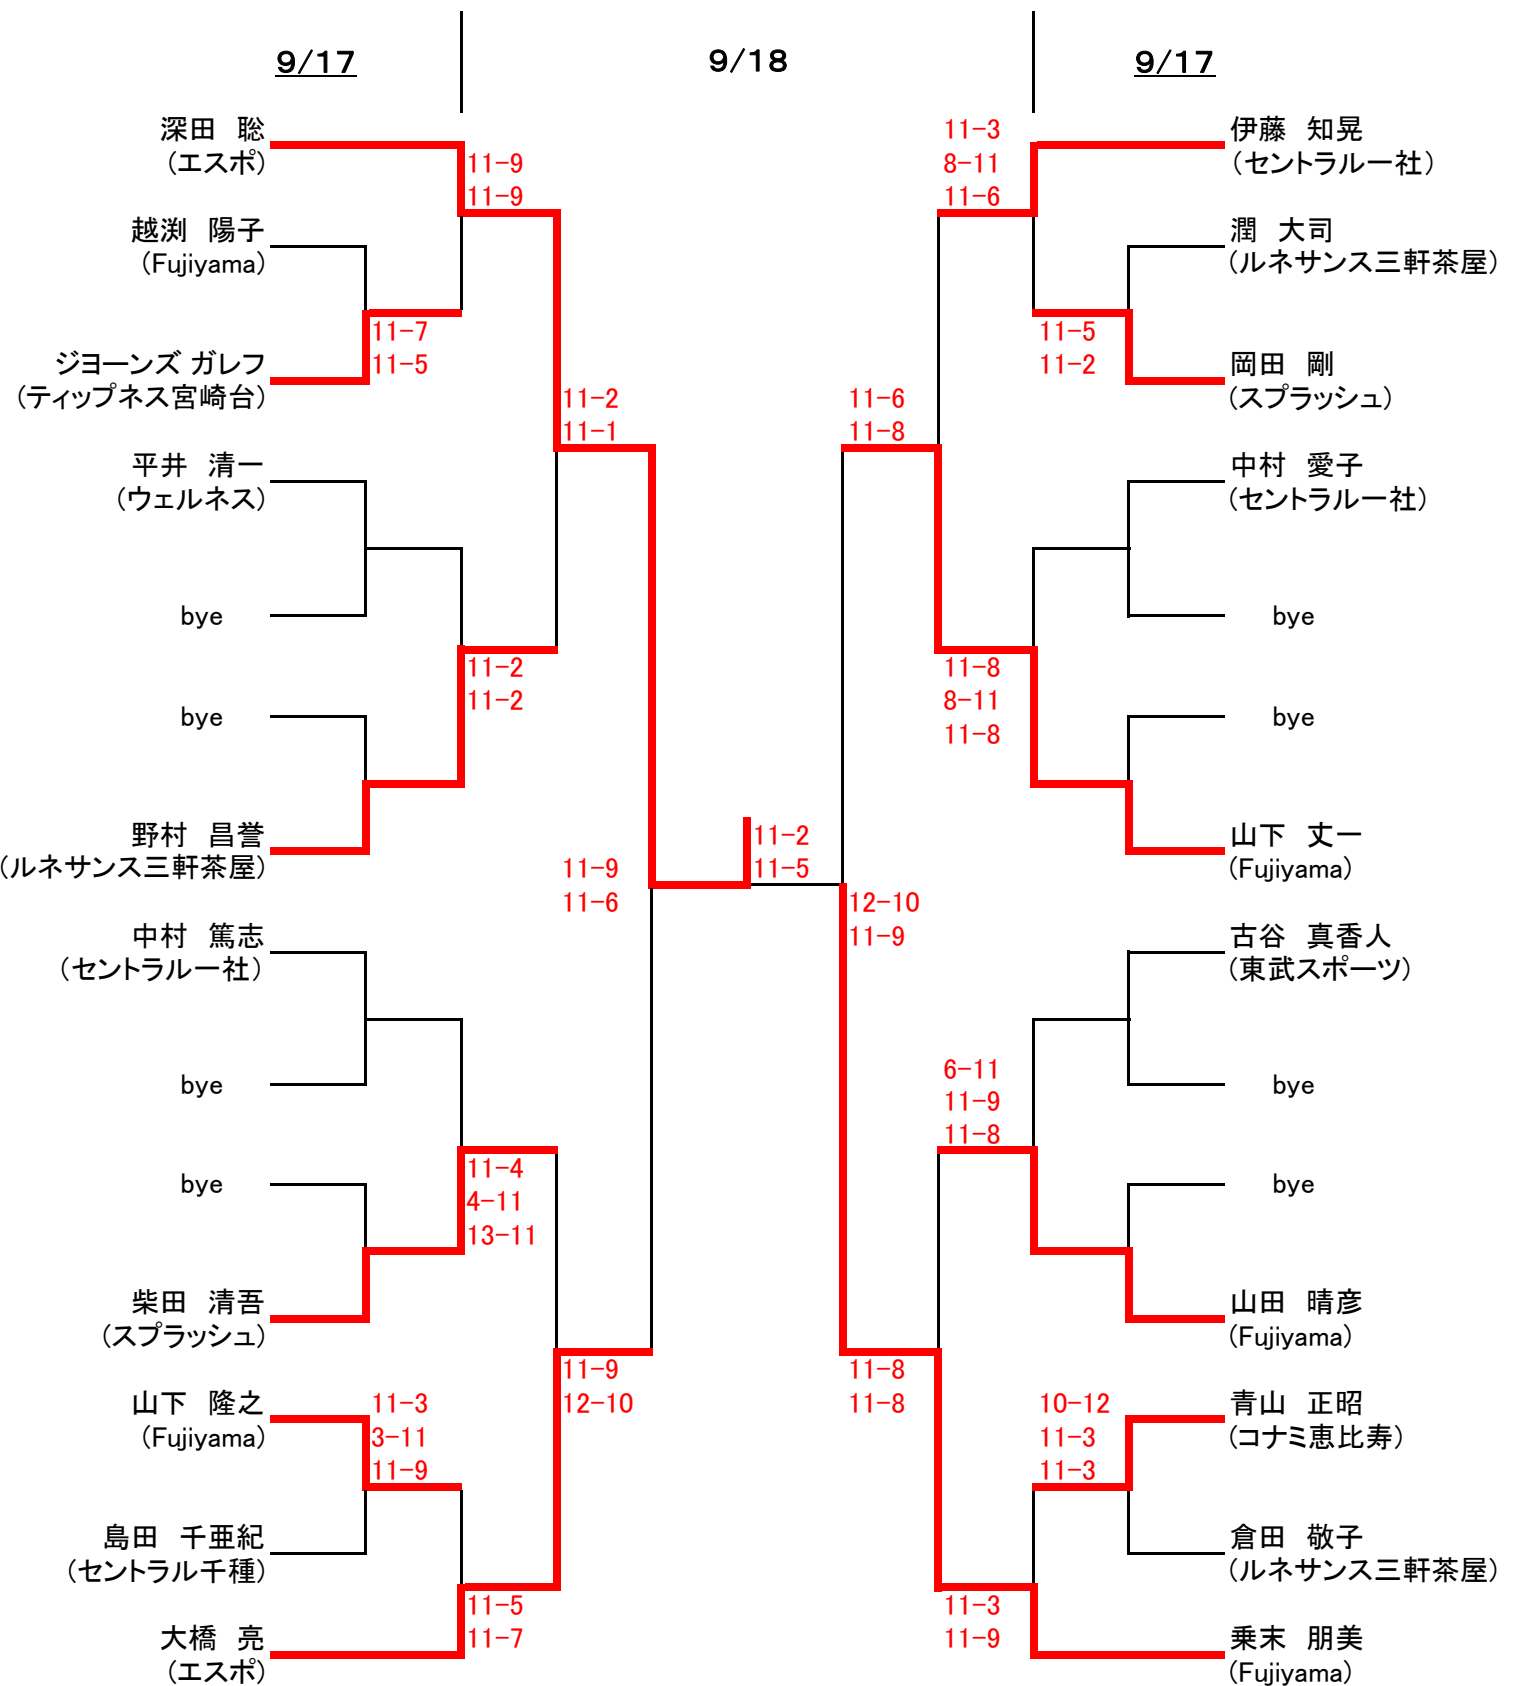 9/17
9/18
9/17
深田　聡
(エスポ)
11-9
11-9
越渕　陽子
(Fujiyama)
ジョーンズ ガレフ
(ティップネス宮崎台)
11-7
11-5
11-2
11-1
平井　清一
(ウェルネス)
bye
bye
11-2
11-2
野村　昌誉
(ルネサンス三軒茶屋)
11-9
11-6
中村　篤志
(セントラル一社)
bye
bye
11-4
4-11
13-11
柴田　清吾
(スプラッシュ)
11-9
12-10
山下　隆之
(Fujiyama)
11-3
3-11
11-9
島田　千亜紀
(セントラル千種)
11-5
11-7
大橋　亮
(エスポ)
11-2
11-5
11-3
8-11
11-6
伊藤　知晃
(セントラル一社)
潤　大司
(ルネサンス三軒茶屋)
11-5
11-2
岡田　剛
(スプラッシュ)
11-6
11-8
中村　愛子
(セントラル一社)
bye
11-8
8-11
11-8
bye
山下　丈一
(Fujiyama)
12-10
11-9
古谷　真香人
(東武スポーツ)
6-11
11-9
11-8
bye
bye
山田　晴彦
(Fujiyama)
11-8
11-8
10-12
11-3
11-3
青山　正昭
(コナミ恵比寿)
倉田　敬子
(ルネサンス三軒茶屋)
11-3
11-9
乗末　朋美
(Fujiyama)